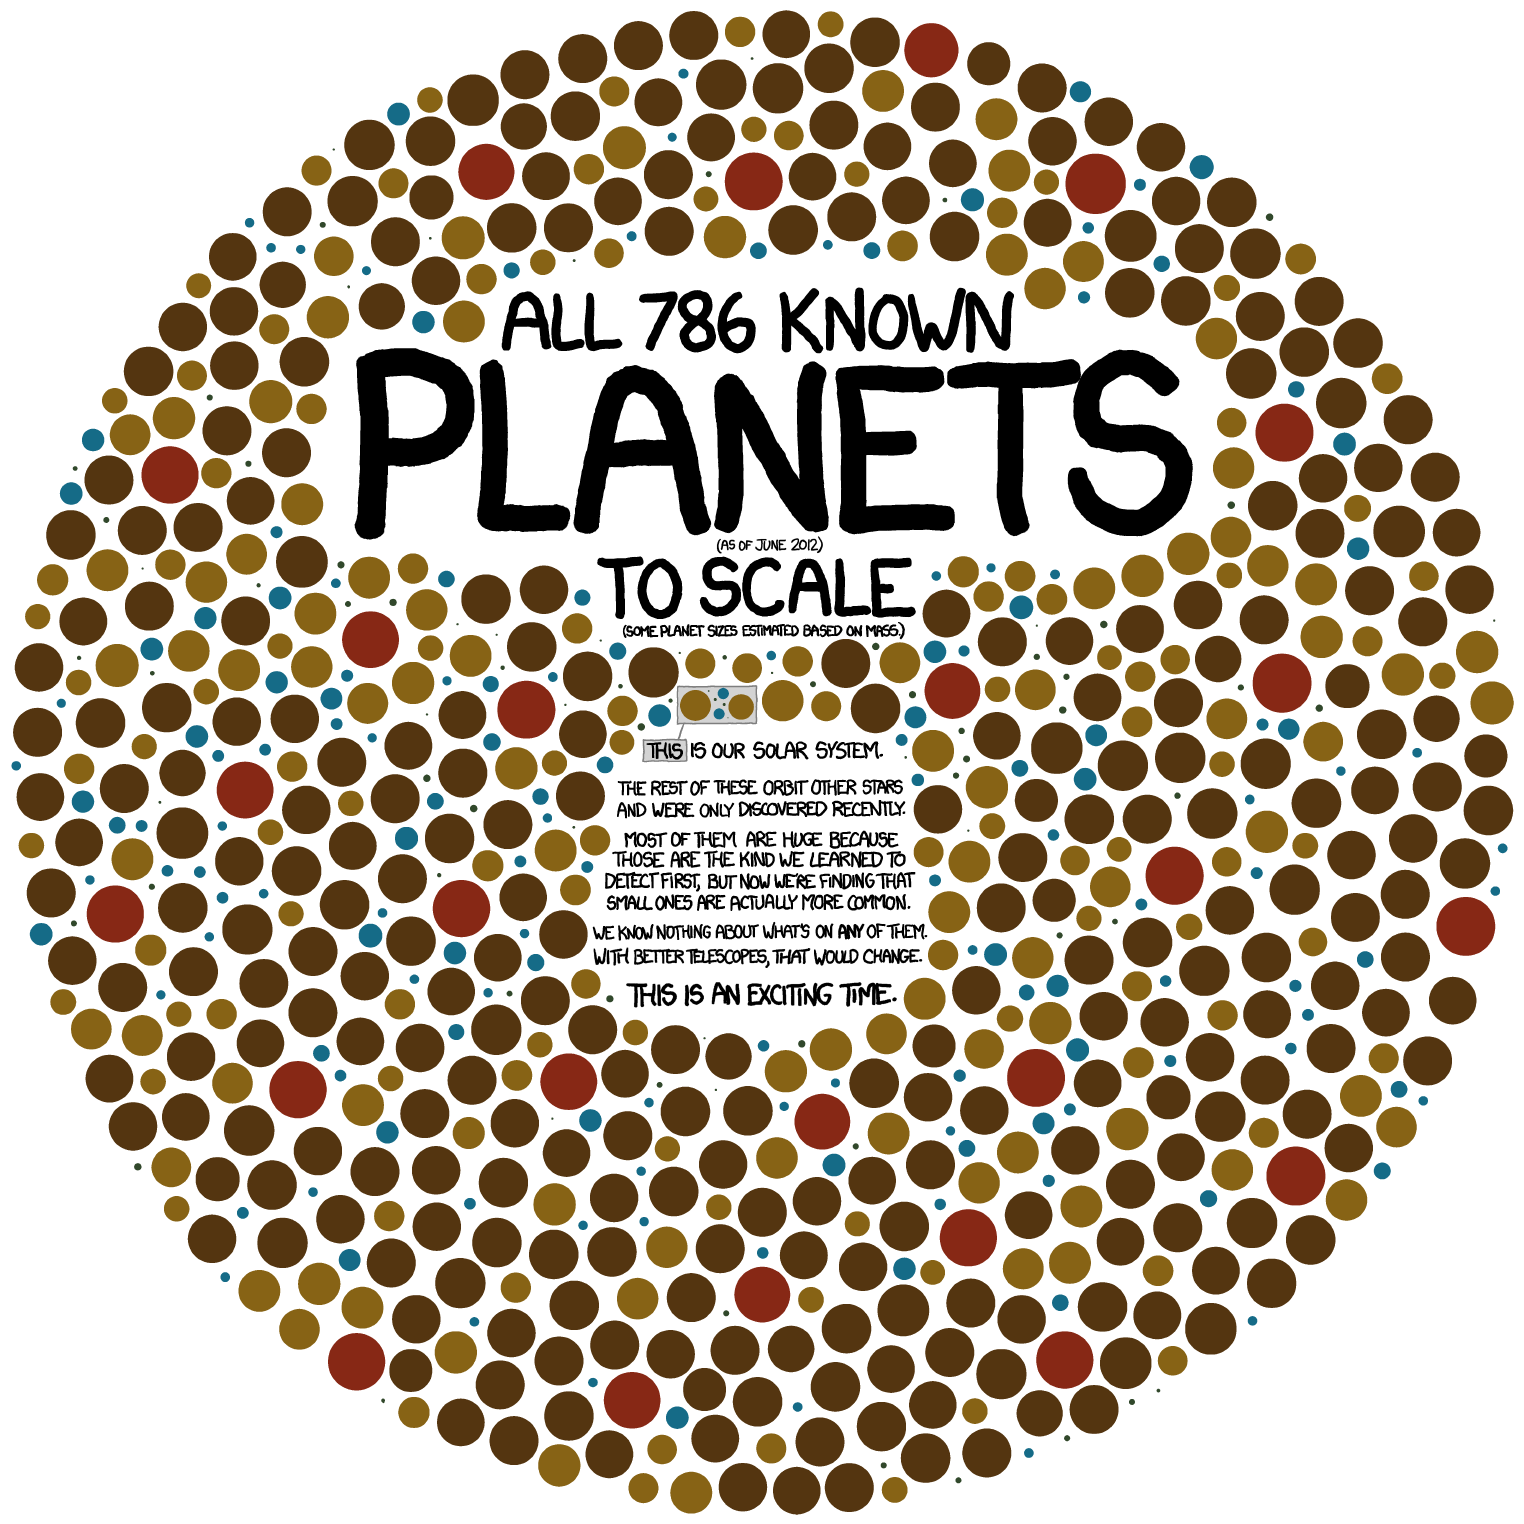 ALL 786 KNOWN
PLANETS
(AS OF JUNE 2012)
TO SCALE
(SOME PLANET SIZES ESTIMATED BASED ON MASS.)
THIS IS OUR SOLAR SYSTEM.
THE REST OF THESE ORBIT OTHER STARS
AND WERE ONLY DISCOVERED RECENTLY.
MOST OF THEM ARE HUGE BECAUSE
THOSE ARE THE KIND WE LEARNED TO
DETECT FIRST, BUT NOW WE'RE FINDING THAT
SMALL ONES ARE ACTUALLY MORE COMMON.
WE KNOW NOTHING ABOUT WHAT'S ON ANY OF THEM.
WITH BETTER TELESCOPES, THAT WOULD CHANGE.
THIS IS AN EXCITING TIME.